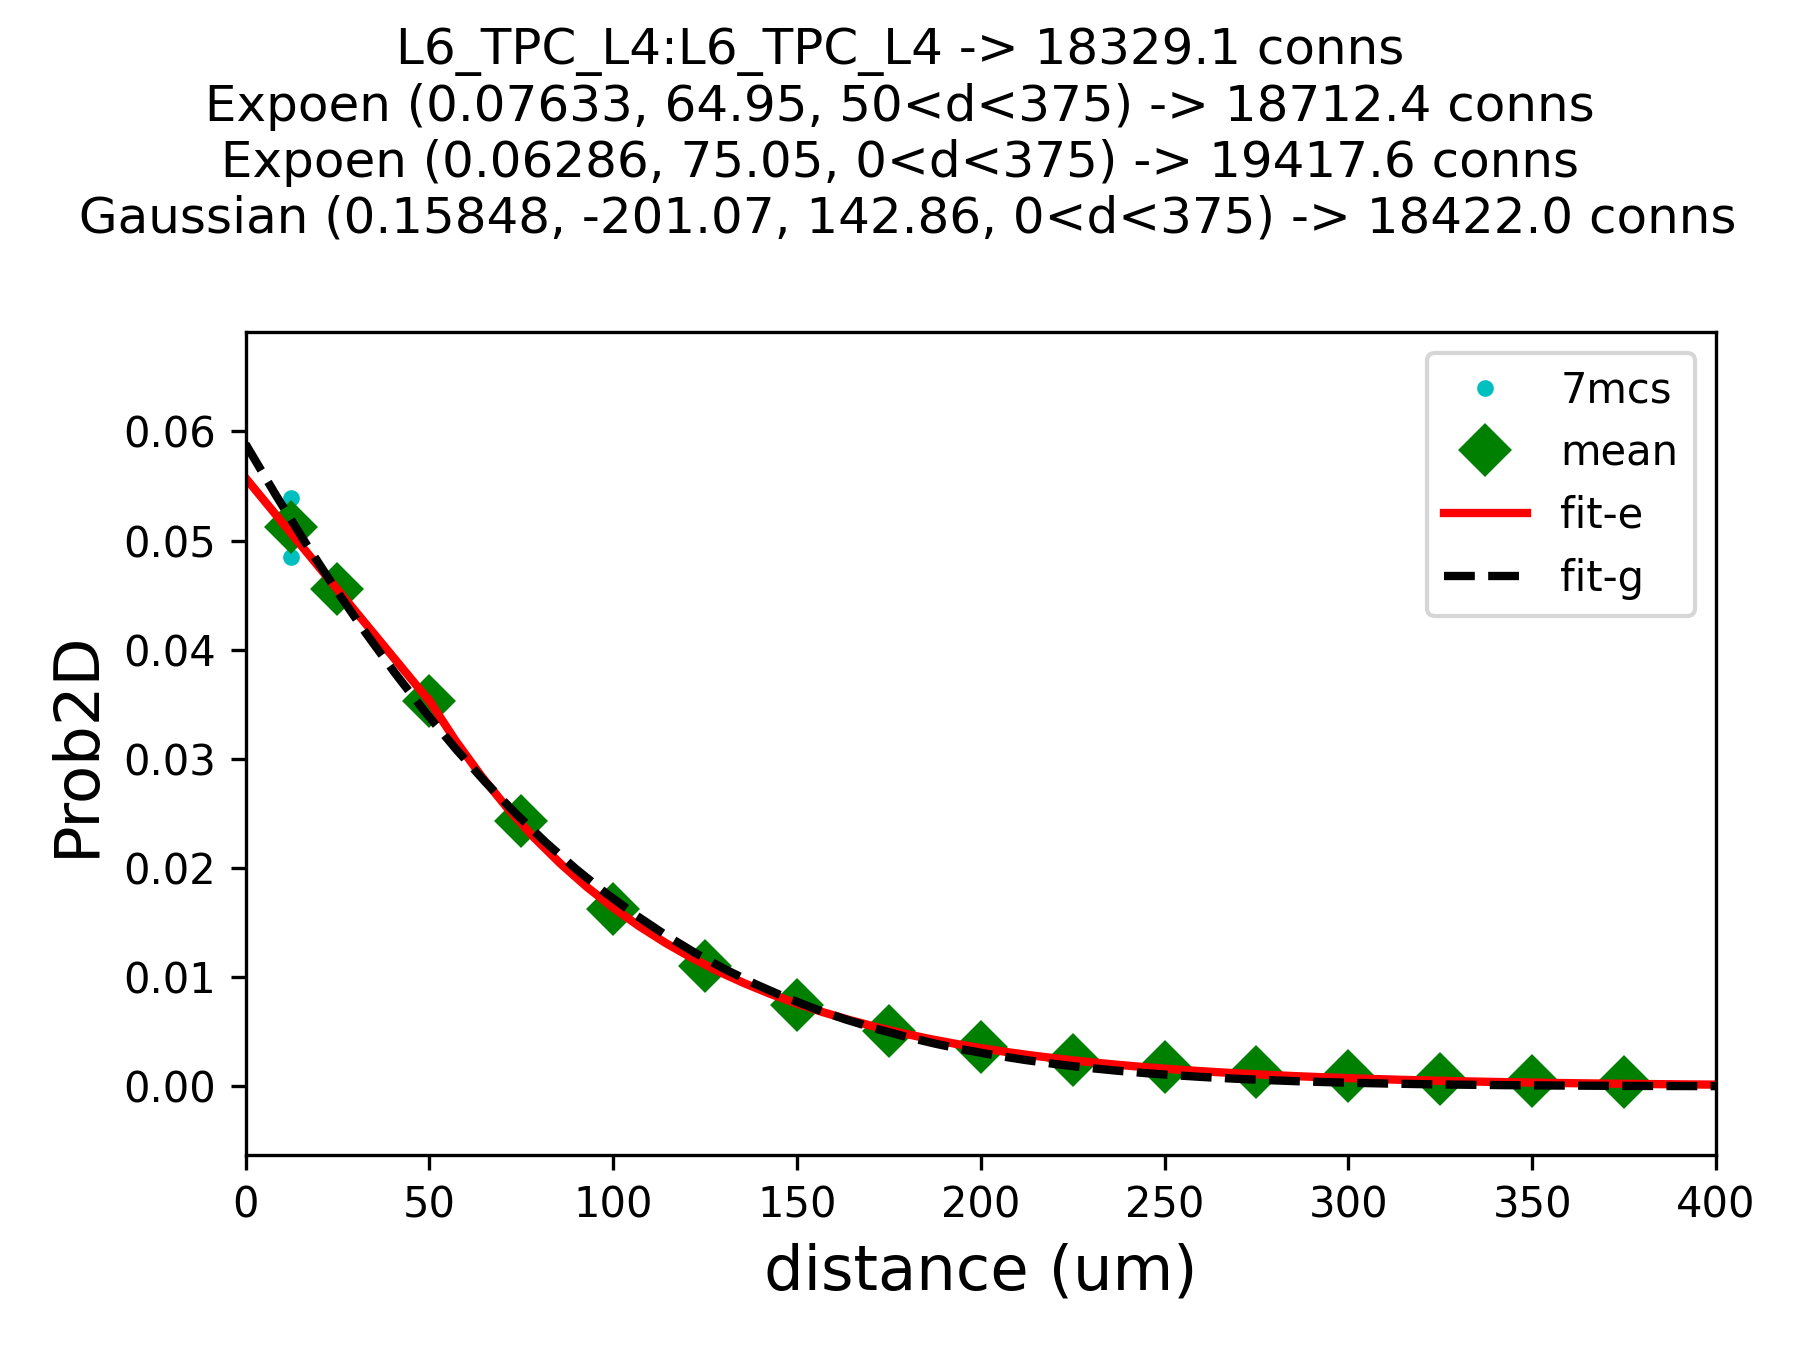 L6_TPC_L4:L6_TPC_L4 -> 18329.1 conns
Expoen (0.07633, 64.95, 50<d<375) -> 18712.4 conns
Expoen (0.06286, 75.05, 0<d<375) -> 19417.6 conns
Gaussian (0.15848, -201.07, 142.86, 0<d<375) -> 18422.0 conns
7mcs
mean
fit-e
fit-g
Prob2D
0.06
0.05
0.04
0.03
0.02
0.01
0.00
0 50 100 150 200 250 300 350 400
distance (um)